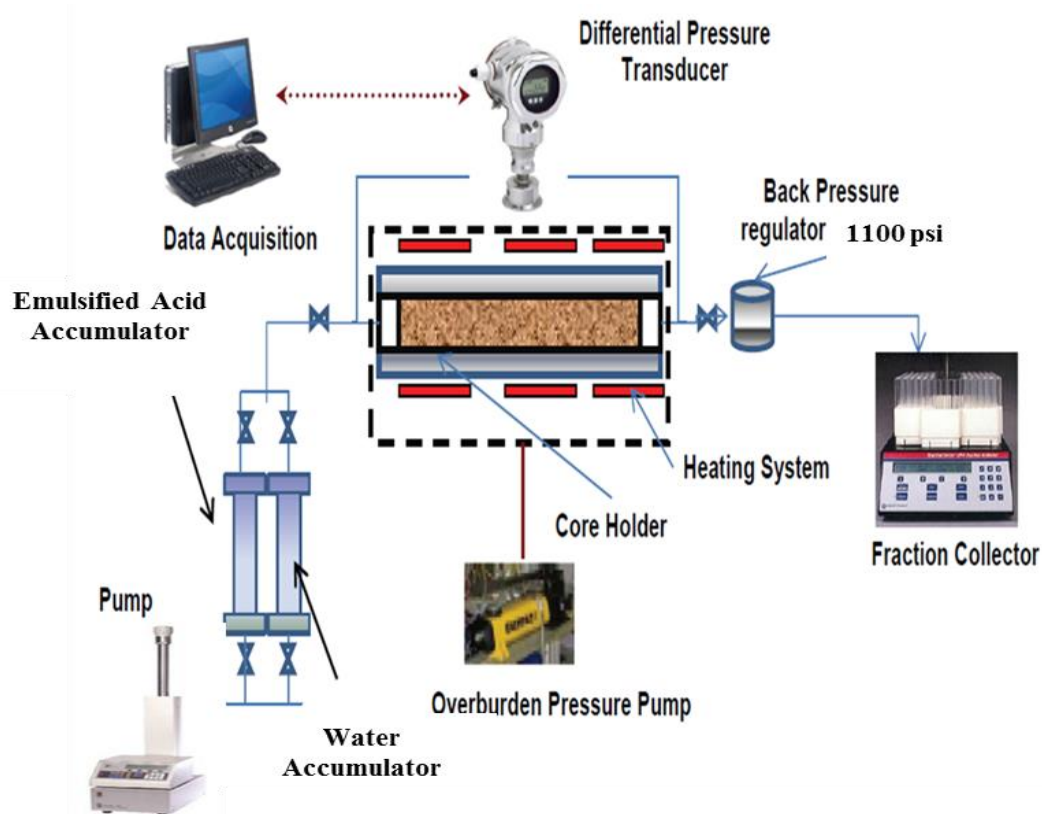 Differential Pressure
Transducer
Data Acquisition
Back Pressure
regulator 1100 psi
Emulsified Acid
Accumulator
Heating System
Core Holder
Fraction Collector
Pump
Overburden Pressure Pump
Water
Accumulator